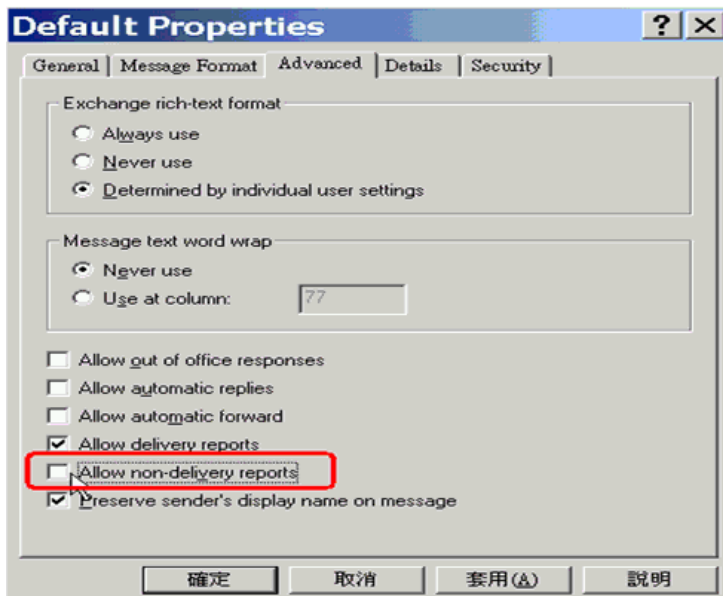 Default Properties
General Message Format Advanced Details Security
Exchange rich-text format
Always use
Never use
Determined by individual user settings
Message text word wrap
Never use
Use at column: 77
Allow out of office responses
Allow automatic replies
Allow automatic forward
Allow delivery reports
Allow non-delivery reports
Preserve sender's display name on message
確定 取消 套用(A) 說明